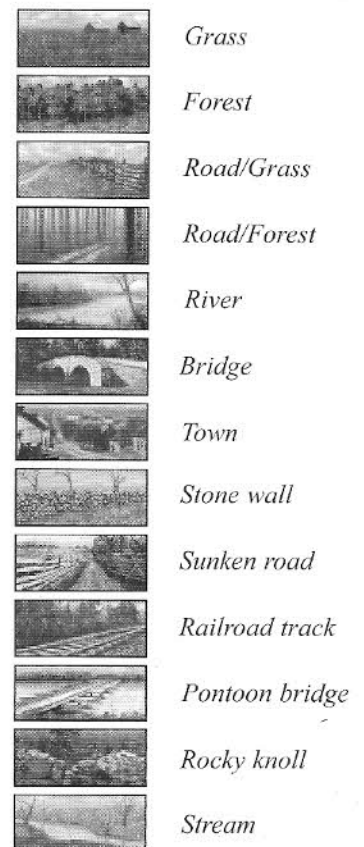 Grass
Forest
Road/Grass
Road/Forest
River
Bridge
Town
Stone wall
Sunken road
Railroad track
Pontoon bridge
Rocky knoll
Stream